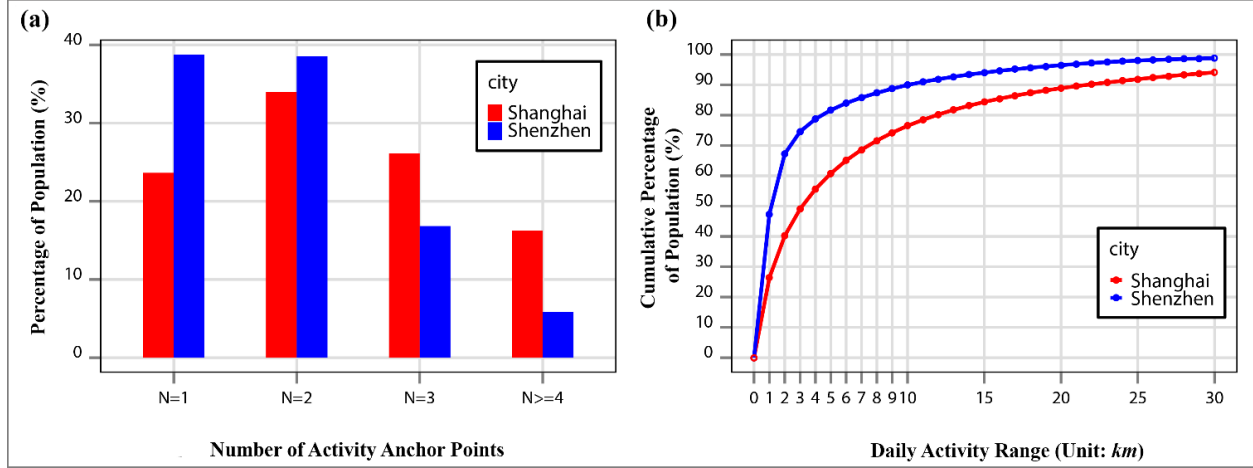 (a)
Percentage of Population (%)
40
30
20
10
0
city
Shanghai
Shenzhen
N=1 N=2 N=3 N>=4
Number of Activity Anchor Points
(b)
Cumulative Percentage
of Population (%)
100
90
80
70
60
50
40
30
20
10
0
city
Shanghai
Shenzhen
0 1 2 3 4 5 6 7 8 9 10 15 20 25 30
Daily Activity Range (Unit: km)